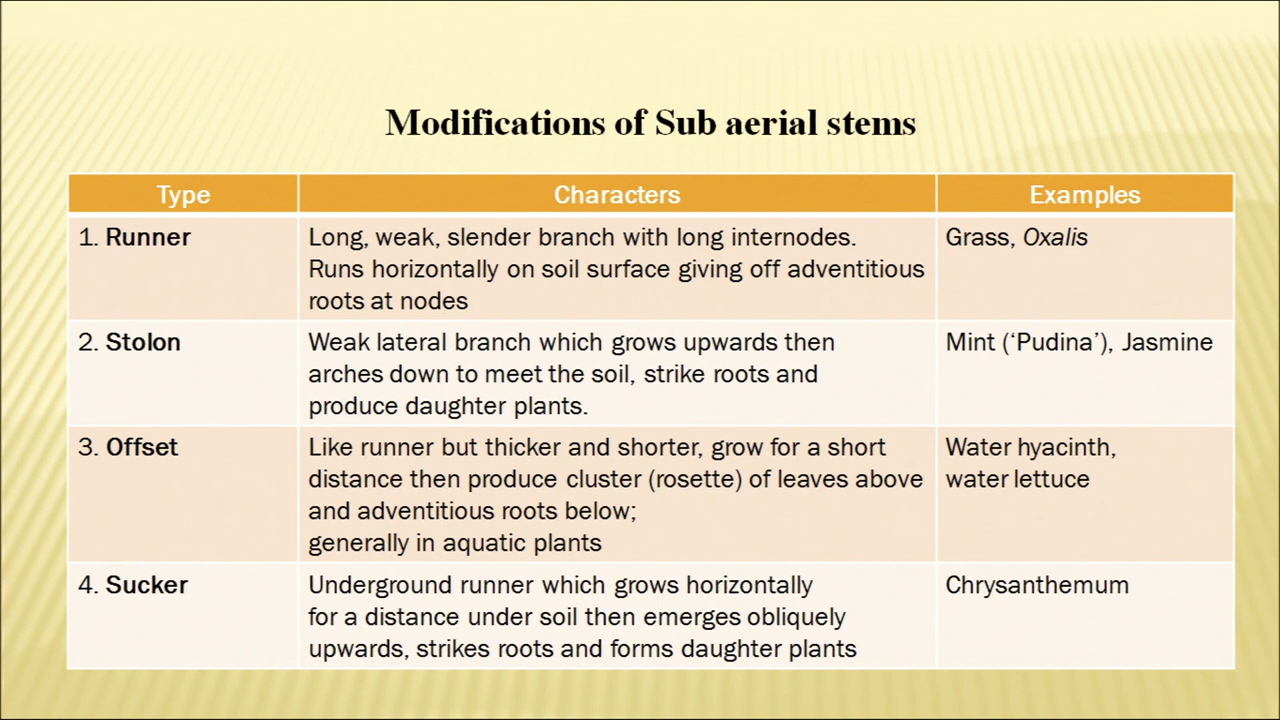 Modifications of Sub aerial stems
Type
Characters
Examples
1. Runner
Long, weak, slender branch with long internodes.
Runs horizontally on soil surface giving off adventitious
roots at nodes
Grass, Oxalis
2. Stolon
Weak lateral branch which grows upwards then
arches down to meet the soil, strike roots and
produce daughter plants.
Mint (‘Pudina’), Jasmine
3. Offset
Like runner but thicker and shorter, grow for a short
distance then produce cluster (rosette) of leaves above
and adventitious roots below;
generally in aquatic plants
Water hyacinth,
water lettuce
4. Sucker
Underground runner which grows horizontally
for a distance under soil then emerges obliquely
upwards, strikes roots and forms daughter plants
Chrysanthemum